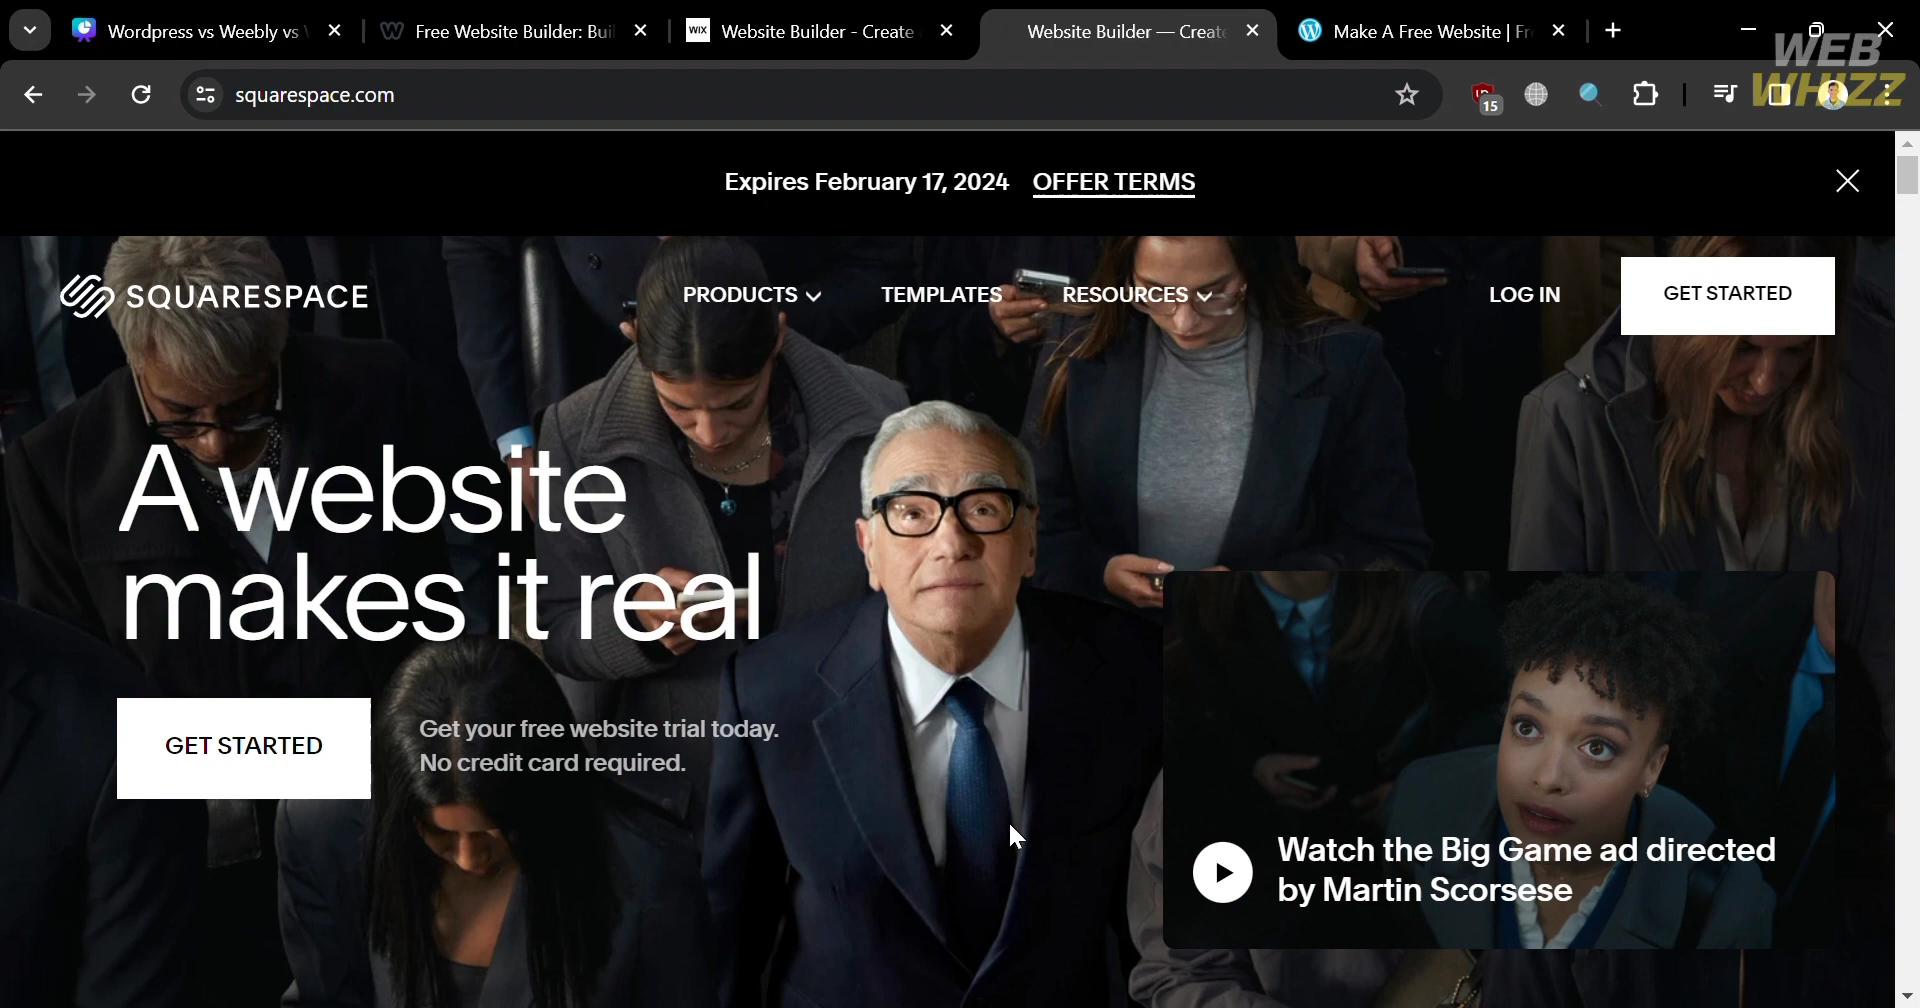 Wordpress vs Weebly vs
Free Website Builder: Bui
WIX
Website Builder - Create
Website Builder — Create
Make A Free Website | Fr
WEB
WHIZZ
squarespace.com
15
Expires February 17, 2024 OFFER TERMS
SQUARESPACE
PRODUCTS
TEMPLATES
RESOURCES
LOG IN
GET STARTED
A website
makes it real
GET STARTED
Get your free website trial today.
No credit card required.
Watch the Big Game ad directed
by Martin Scorsese